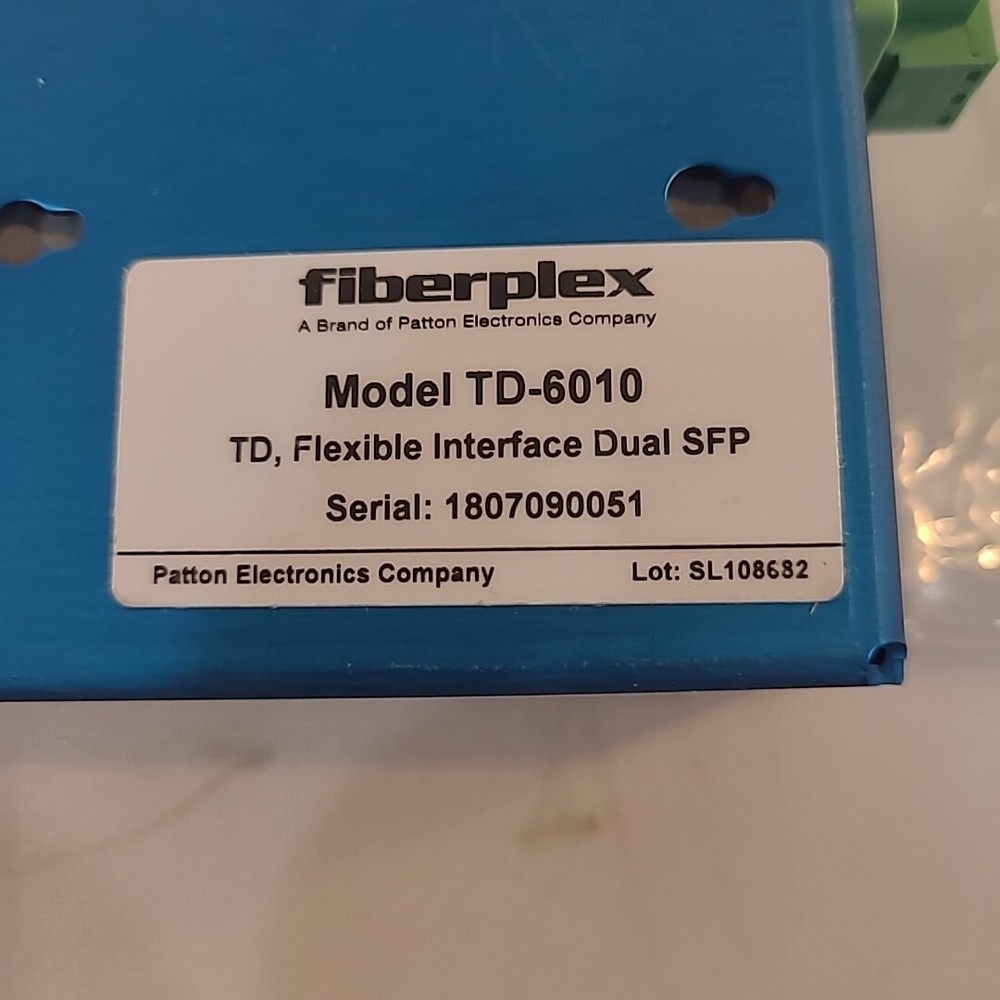 fiberplex
A Brand of Patton Electronics Company
Model TD-6010
TD, Flexible Interface Dual SFP
Serial: 1807090051
Patton Electronics Company
Lot: SL108682